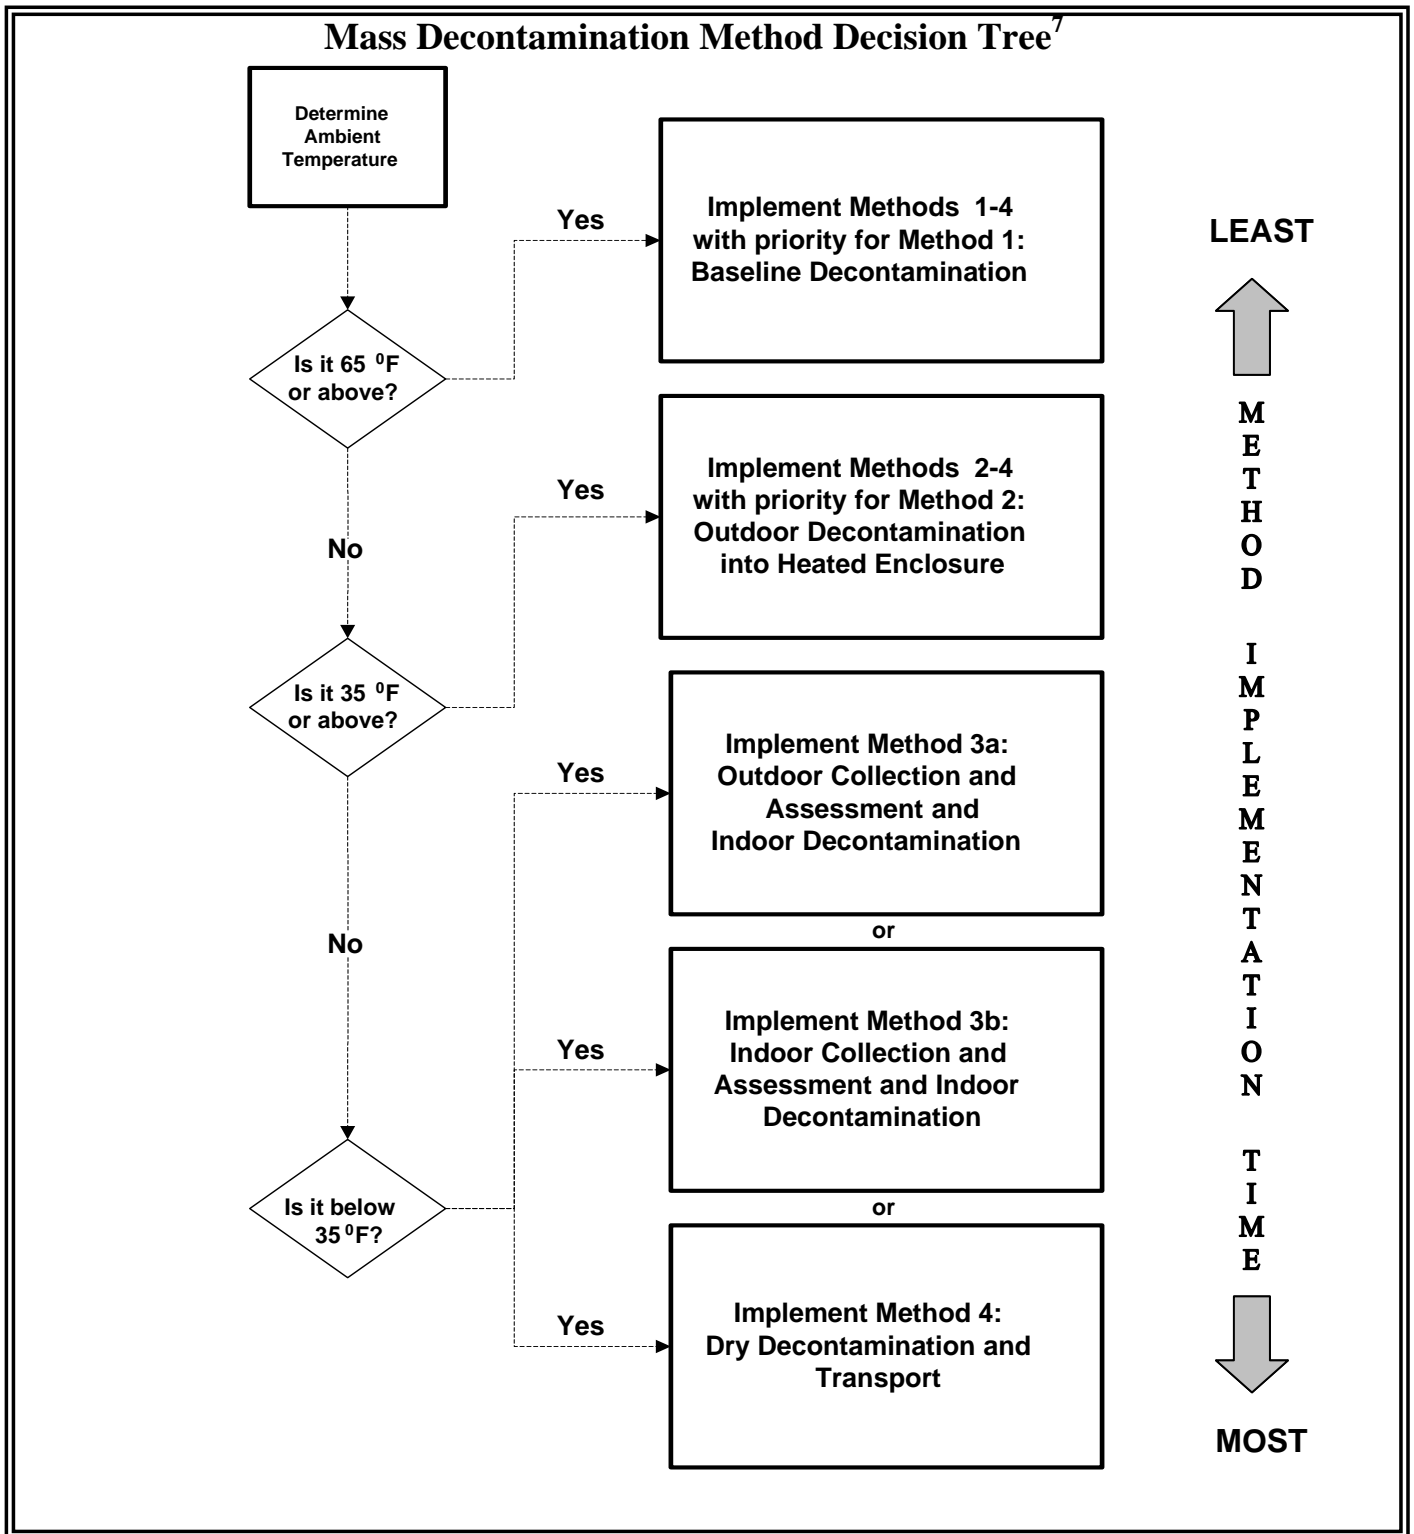 Mass Decontamination Method Decision Tree7
Determine
Ambient
Temperature
Yes
Implement Methods 1-4
with priority for Method 1:
Baseline Decontamination
LEAST
Is it 65 0F
or above?
Yes
Implement Methods 2-4
with priority for Method 2:
Outdoor Decontamination
into Heated Enclosure
No
Is it 35 0F
or above?
Yes
Implement Method 3a:
Outdoor Collection and
Assessment and
Indoor Decontamination
or
No
Yes
Implement Method 3b:
Indoor Collection and
Assessment and Indoor
Decontamination
or
Is it below
35 0F?
Yes
Implement Method 4:
Dry Decontamination and
Transport
METHOD IMPLEMENTATION TIME
MOST